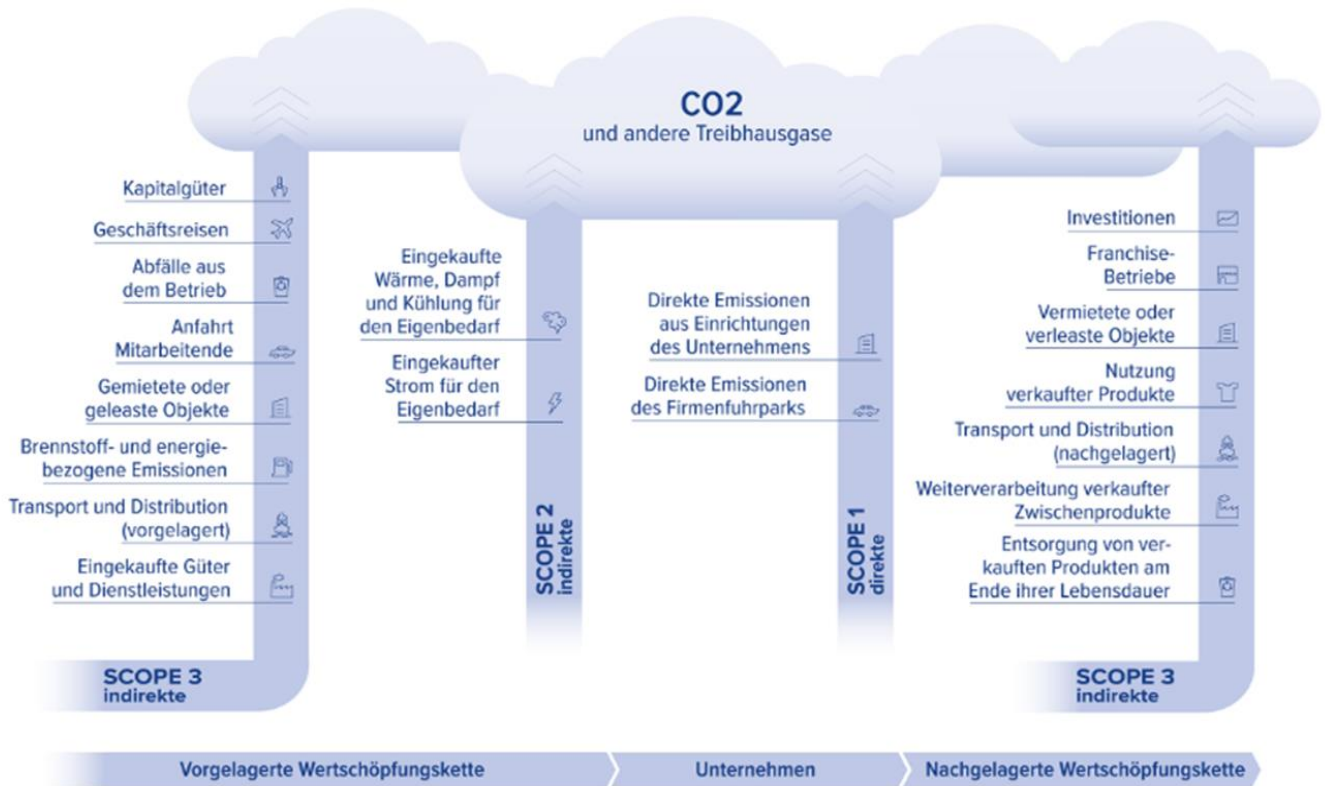 CO2
und andere Treibhausgase
Kapitalgüter
Geschäftsreisen
Abfälle aus
dem Betrieb
Anfahrt
Mitarbeitende
Gemietete oder
geleaste Objekte
Brennstoff- und energie-
bezogene Emissionen
Transport und Distribution
(vorgelagert)
Eingekaufte Güter
und Dienstleistungen
SCOPE 3
indirekte
Eingekaufte
Wärme, Dampf
und Kühlung für
den Eigenbedarf
Eingekaufter
Strom für den
Eigenbedarf
SCOPE 2
indirekte
Direkte Emissionen
aus Einrichtungen
des Unternehmens
Direkte Emissionen
des Firmenfuhrparks
SCOPE 1
direkte
Investitionen
Franchise-
Betriebe
Vermietete oder
verleaste Objekte
Nutzung
verkaufter Produkte
Transport und Distribution
(nachgelagert)
Weiterverarbeitung verkaufter
Zwischenprodukte
Entsorgung von ver-
kauften Produkten am
Ende ihrer Lebensdauer
SCOPE 3
indirekte
Vorgelagerte Wertschöpfungskette
Unternehmen
Nachgelagerte Wertschöpfungskette